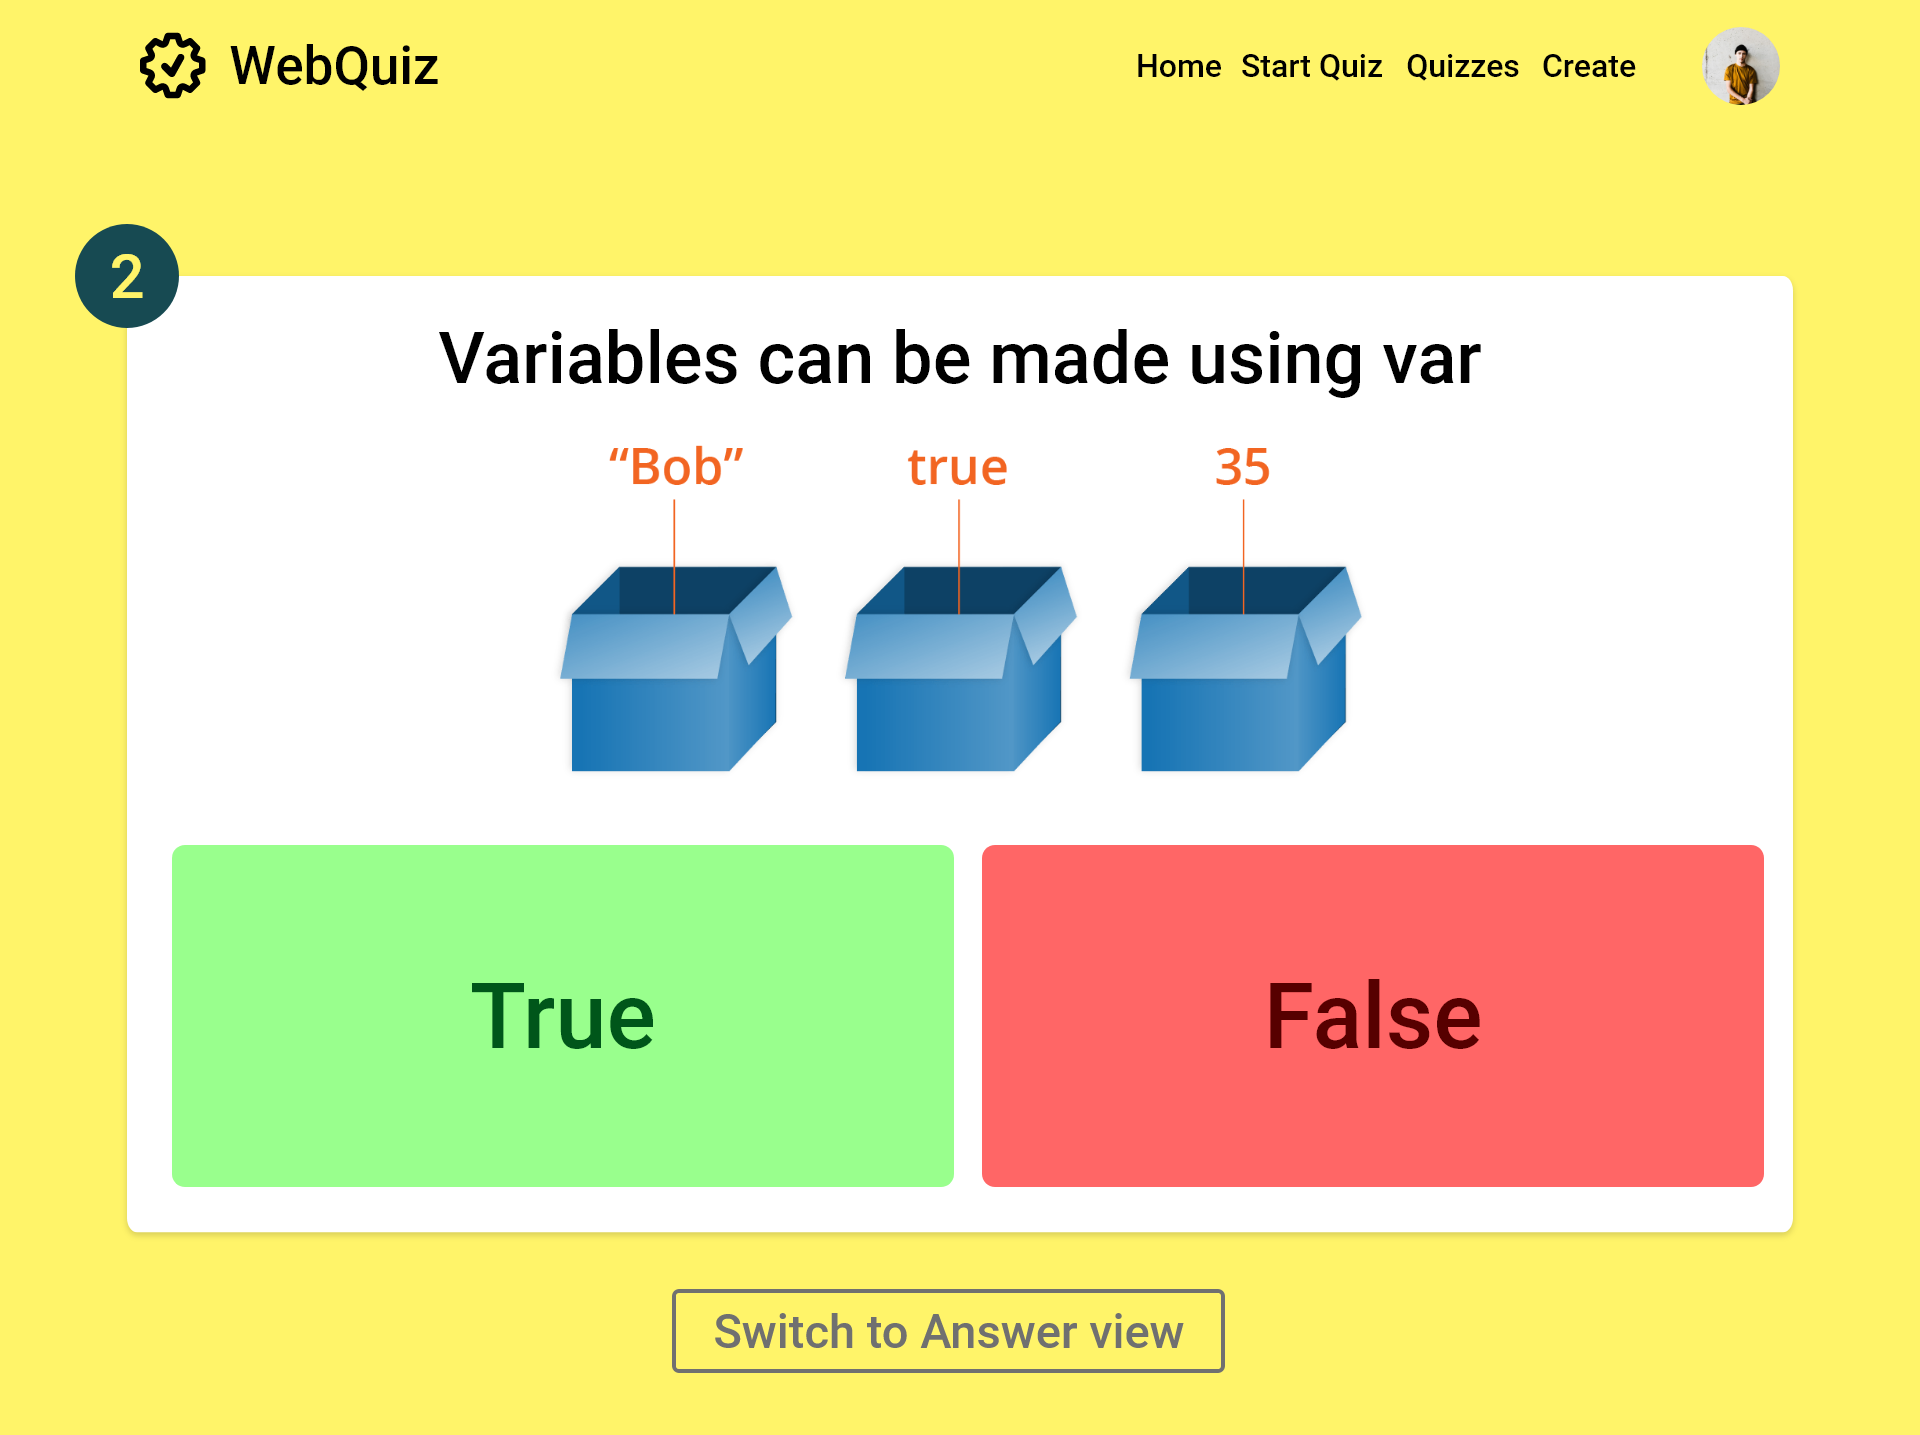 WebQuiz
Home Start Quiz Quizzes Create
2
Variables can be made using var
“Bob” true 35
True False
Switch to Answer view